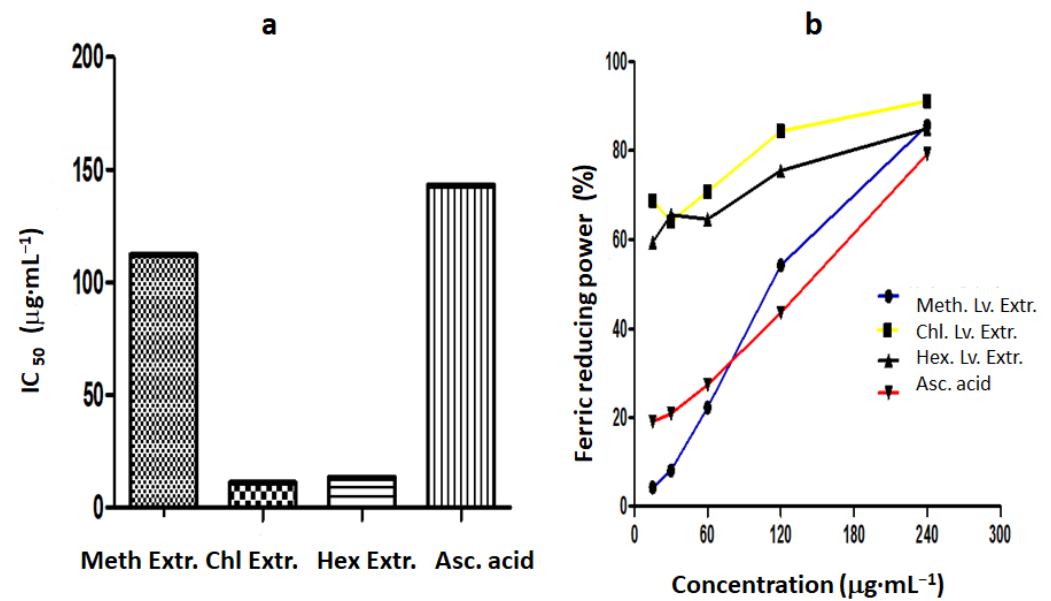 a
200
150
100
50
0
IC 50 (µg·mL⁻¹)
Meth Extr. Chl Extr. Hex Extr. Asc. acid
b
100
80
60
40
20
0
Ferric reducing power (%)
0 60 120 180 240 300
Concentration (µg·mL⁻¹)
Meth. Lv. Extr.
Chl. Lv. Extr.
Hex. Lv. Extr.
Asc. acid